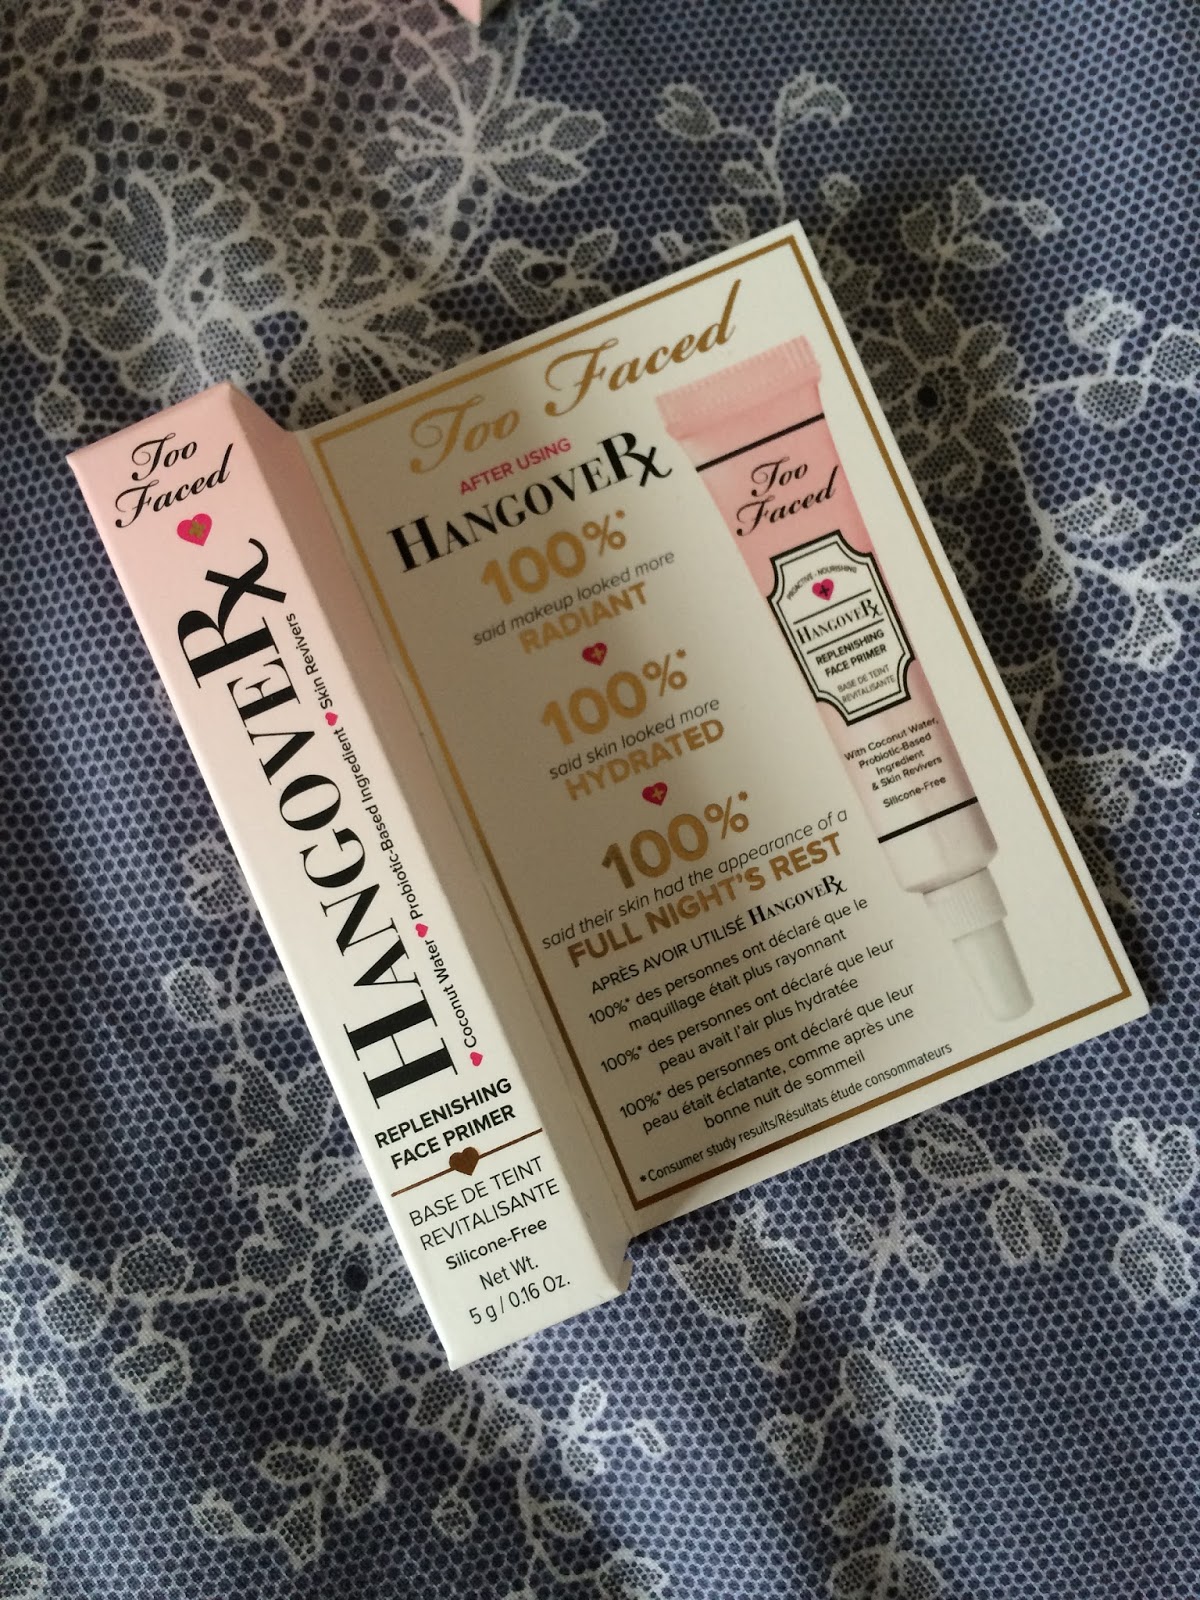 Too
Faced
HANGOVERx
Coconut Water Probiotic-Based Ingredient Skin Revivers
REPLENISHING
FACE PRIMER
BASE DE TEINT
REVITALISANTE
Silicone-Free
Net Wt.
5 g / 0.16 Oz.
Too Faced
AFTER USING
HANGOVERx
100%*
said makeup looked more
RADIANT
100%*
said skin looked more
HYDRATED
100%*
said their skin had the appearance of a
FULL NIGHT'S REST
APRÈS AVOIR UTILISÉ HANGOVERx
100%* des personnes ont déclaré que le
maquillage était plus rayonnant
100%* des personnes ont déclaré que leur
peau avait l'air plus hydratée
100%* des personnes ont déclaré que leur
peau était éclatante, comme après une
bonne nuit de sommeil
*Consumer study results/Résultats étude consommateurs
Too
Faced
PROACTIVE • NOURISHING
HANGOVERx
REPLENISHING
FACE PRIMER
BASE DE TEINT
REVITALISANTE
With Coconut Water,
Probiotic-Based
Ingredient
& Skin Revivers
Silicone-Free